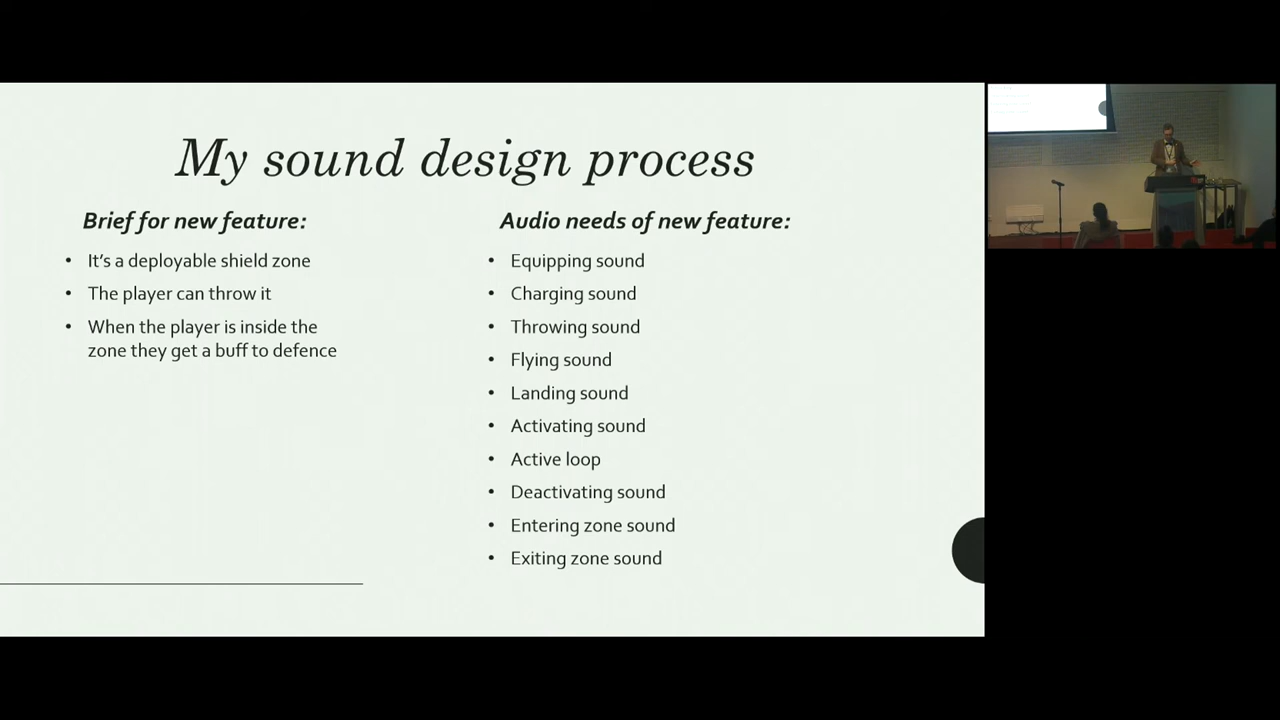 My sound design process
Brief for new feature:
• It’s a deployable shield zone
• The player can throw it
• When the player is inside the
zone they get a buff to defence
Audio needs of new feature:
• Equipping sound
• Charging sound
• Throwing sound
• Flying sound
• Landing sound
• Activating sound
• Active loop
• Deactivating sound
• Entering zone sound
• Exiting zone sound